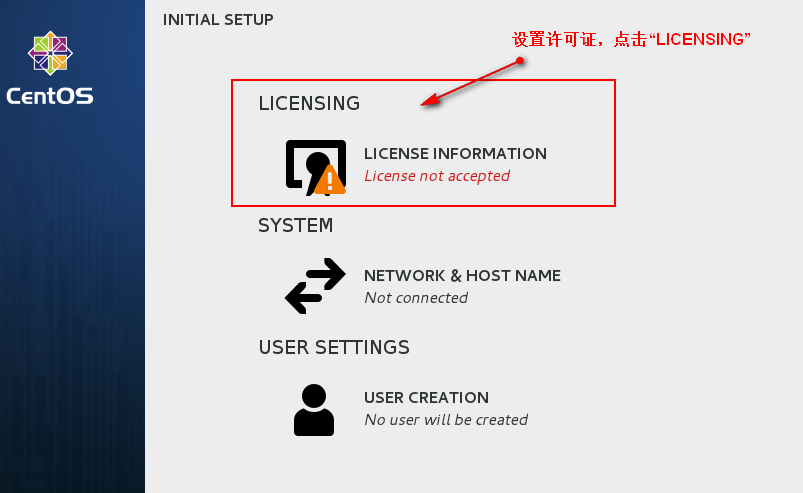 INITIAL SETUP
设置许可证，点击“LICENSING”
CentOS
LICENSING
LICENSE INFORMATION
License not accepted
SYSTEM
NETWORK & HOST NAME
Not connected
USER SETTINGS
USER CREATION
No user will be created